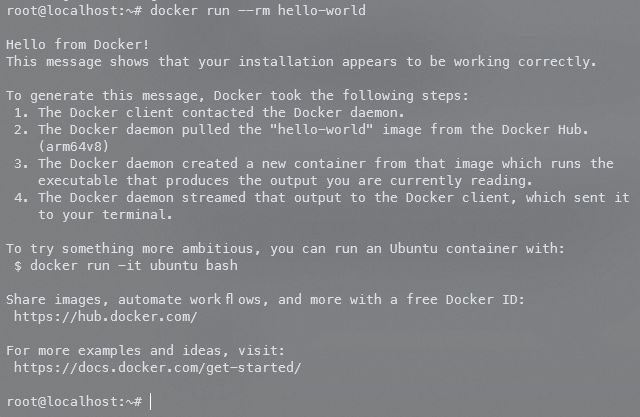 root@localhost:~# docker run --rm hello-world
Hello from Docker!
This message shows that your installation appears to be working correctly.
To generate this message, Docker took the following steps:
1. The Docker client contacted the Docker daemon.
2. The Docker daemon pulled the "hello-world" image from the Docker Hub.
(arm64v8)
3. The Docker daemon created a new container from that image which runs the
executable that produces the output you are currently reading.
4. The Docker daemon streamed that output to the Docker client, which sent it
to your terminal.
To try something more ambitious, you can run an Ubuntu container with:
$ docker run -it ubuntu bash
Share images, automate workflows, and more with a free Docker ID:
https://hub.docker.com/
For more examples and ideas, visit:
https://docs.docker.com/get-started/
root@localhost:~#